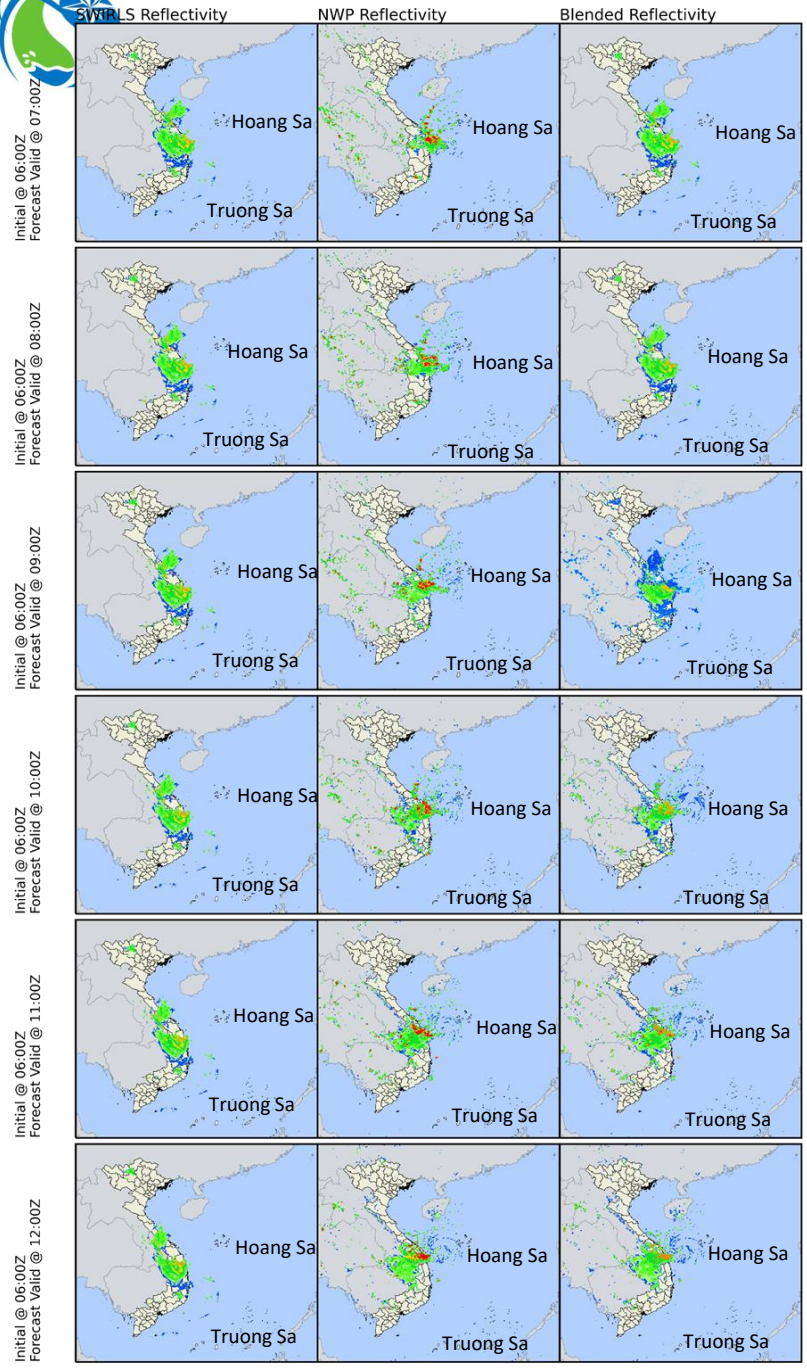 SWIRLS Reflectivity
NWP Reflectivity
Blended Reflectivity
Initial @ 06:00Z
Forecast Valid @ 07:00Z
Hoang Sa
Truong Sa
Hoang Sa
Truong Sa
Hoang Sa
Truong Sa
Initial @ 06:00Z
Forecast Valid @ 08:00Z
Hoang Sa
Truong Sa
Hoang Sa
Truong Sa
Hoang Sa
Truong Sa
Initial @ 06:00Z
Forecast Valid @ 09:00Z
Hoang Sa
Truong Sa
Hoang Sa
Truong Sa
Hoang Sa
Truong Sa
Initial @ 06:00Z
Forecast Valid @ 10:00Z
Hoang Sa
Truong Sa
Hoang Sa
Truong Sa
Hoang Sa
Truong Sa
Initial @ 06:00Z
Forecast Valid @ 11:00Z
Hoang Sa
Truong Sa
Hoang Sa
Truong Sa
Hoang Sa
Truong Sa
Initial @ 06:00Z
Forecast Valid @ 12:00Z
Hoang Sa
Truong Sa
Hoang Sa
Truong Sa
Hoang Sa
Truong Sa